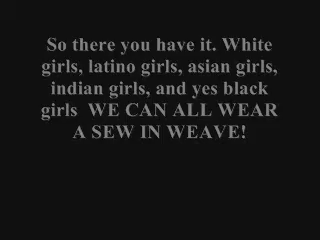 So there you have it. White
girls, latino girls, asian girls,
indian girls, and yes black
girls  WE CAN ALL WEAR
A SEW IN WEAVE!